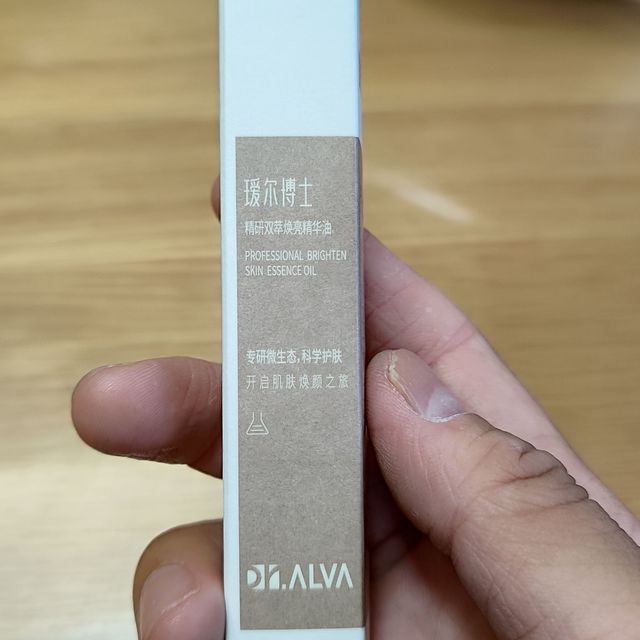 瑷尔博士
精研双萃焕亮精华油
PROFESSIONAL BRIGHTEN
SKIN ESSENCE OIL
专研微生态,科学护肤
开启肌肤焕颜之旅
DR.ALVA